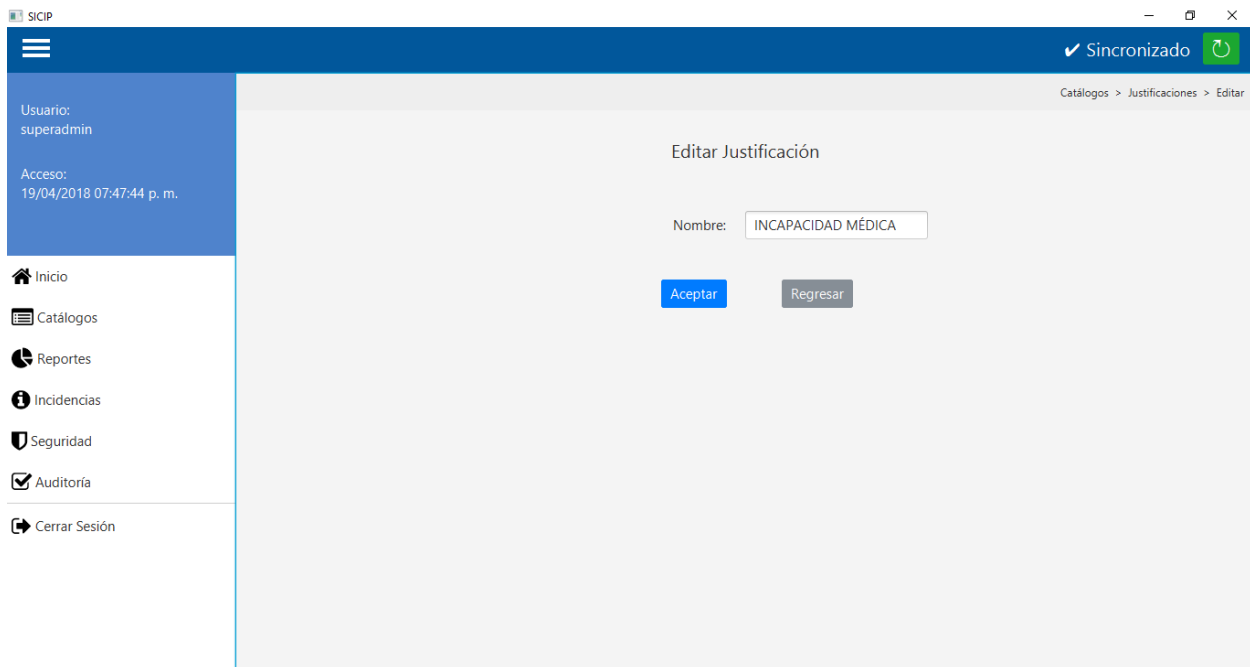 SICIP
✔ Sincronizado
Usuario:
superadmin
Acceso:
19/04/2018 07:47:44 p. m.
Inicio
Catálogos
Reportes
Incidencias
Seguridad
Auditoría
Cerrar Sesión
Catálogos > Justificaciones > Editar
Editar Justificación
Nombre: INCAPACIDAD MÉDICA
Aceptar Regresar